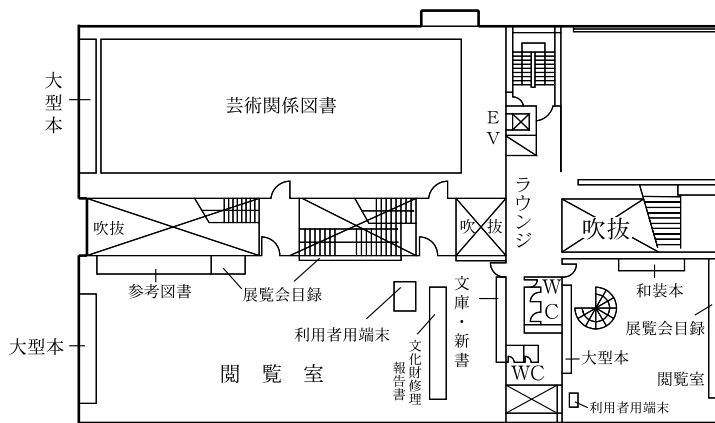 大型本
芸術関係図書
EV
ラウンジ
吹抜
吹抜
吹抜
参考図書
展覧会目録
利用者用端末
文化財修理
報告書
文庫・新書
WC
和装本
展覧会目録
大型本
閲覧室
大型本
WC
閲覧室
利用者用端末